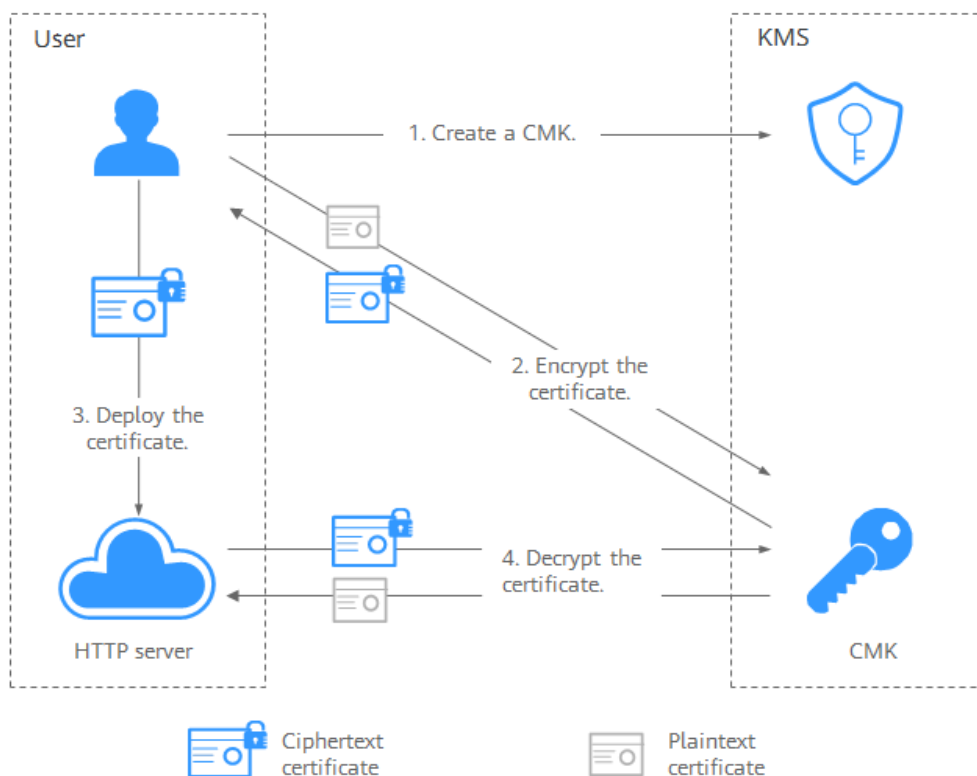 User
KMS
1. Create a CMK.
2. Encrypt the
certificate.
3. Deploy the
certificate.
4. Decrypt the
certificate.
HTTP server
CMK
Ciphertext
certificate
Plaintext
certificate